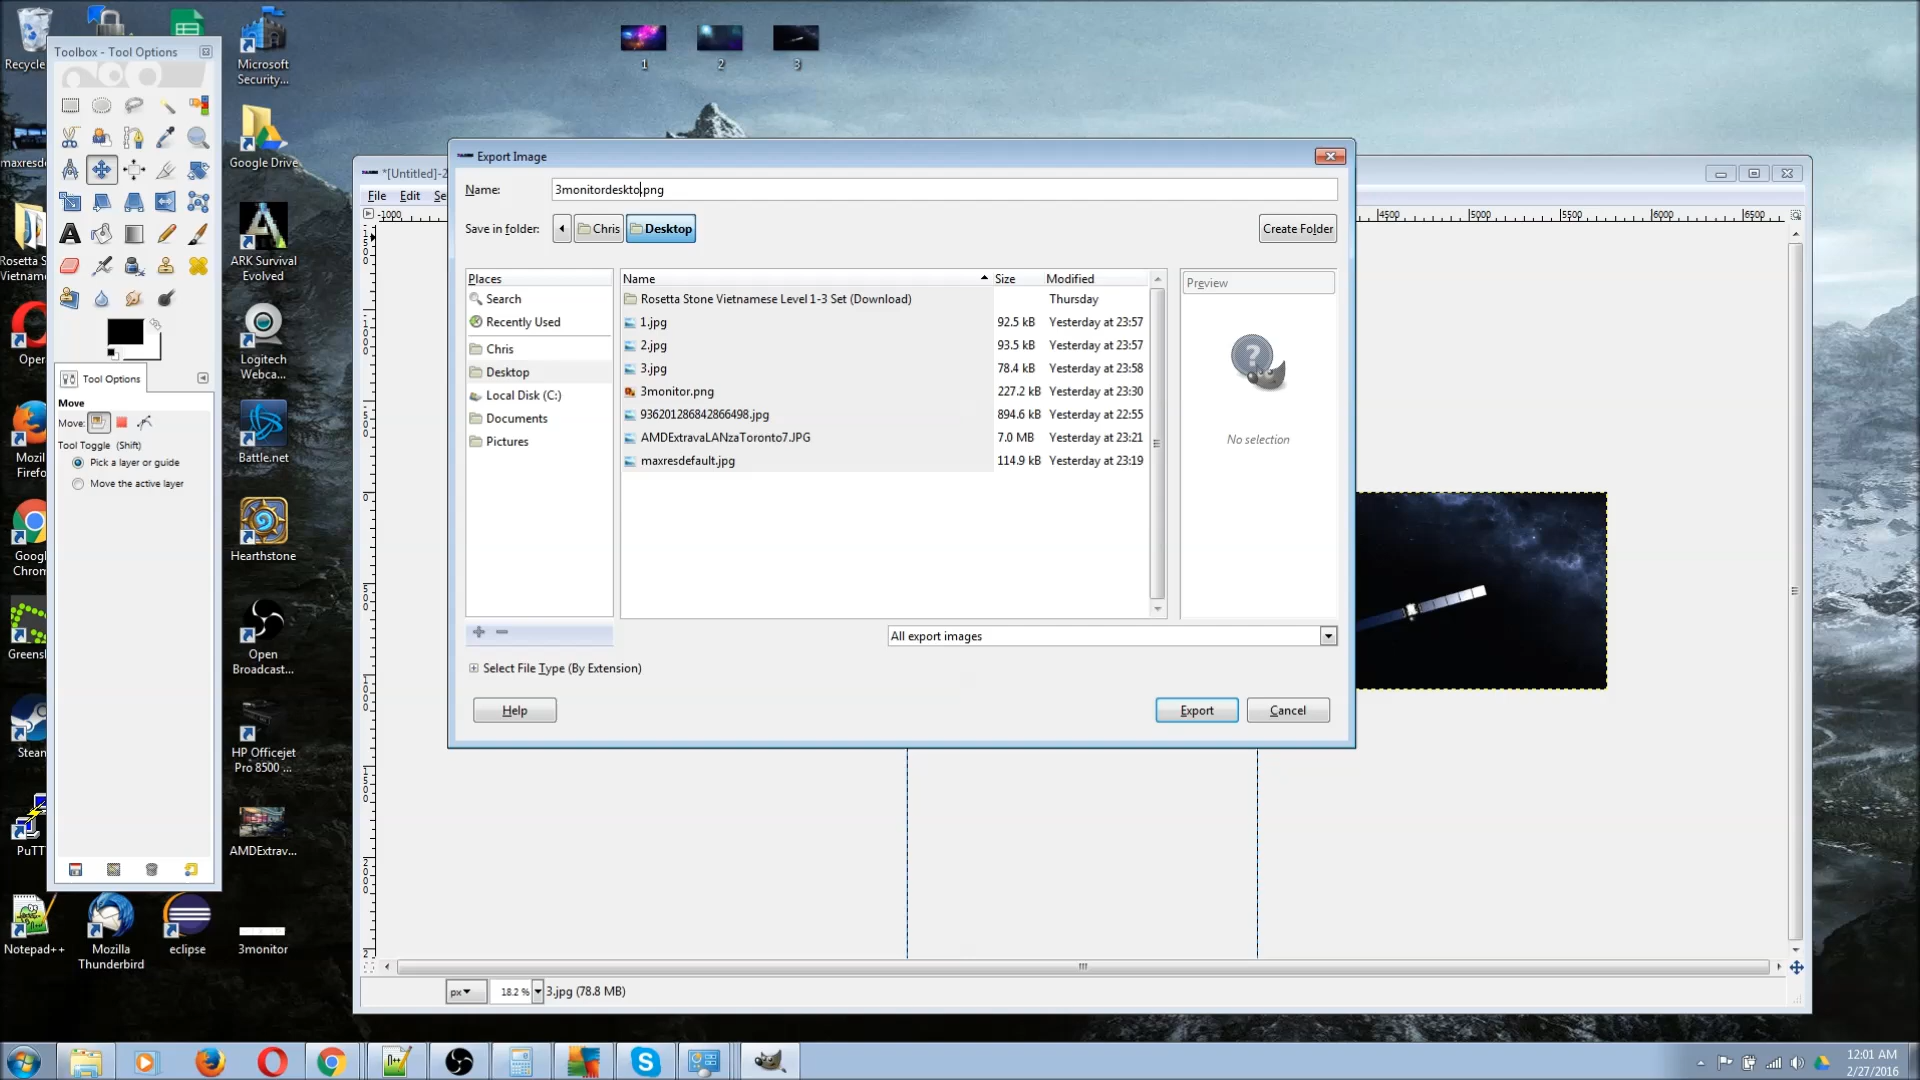 Recycle
Microsoft
Security...
1
2
3
Toolbox - Tool Options
Google Drive
maxresde
Rosetta S
Vietnam
ARK Survival
Evolved
Oper
Logitech
Webca...
Mozil
Firefo
Battle.net
Googl
Chrom
Hearthstone
Greensh
Open
Broadcast...
Steam
HP Officejet
Pro 8500 ...
PuTT
AMDExtrav...
Notepad++
Mozilla
Thunderbird
eclipse
3monitor
Tool Options
Move
Move:
Tool Toggle (Shift)
Pick a layer or guide
Move the active layer
*[Untitled]-2
File Edit Se
-1000
4500 5000 5500 6000 6500
Export Image
Name: 3monitordeskto.png
Save in folder: Chris Desktop Create Folder
Places
Search
Recently Used
Chris
Desktop
Local Disk (C:)
Documents
Pictures
Name Size Modified
Rosetta Stone Vietnamese Level 1-3 Set (Download) Thursday
1.jpg 92.5 kB Yesterday at 23:57
2.jpg 93.5 kB Yesterday at 23:57
3.jpg 78.4 kB Yesterday at 23:58
3monitor.png 227.2 kB Yesterday at 23:30
936201286842866498.jpg 894.6 kB Yesterday at 22:55
AMDExtravaLANzaToronto7.JPG 7.0 MB Yesterday at 23:21
maxresdefault.jpg 114.9 kB Yesterday at 23:19
Preview
No selection
All export images
Select File Type (By Extension)
Help Export Cancel
px 18.2 % 3.jpg (78.8 MB)
12:01 AM
2/27/2016